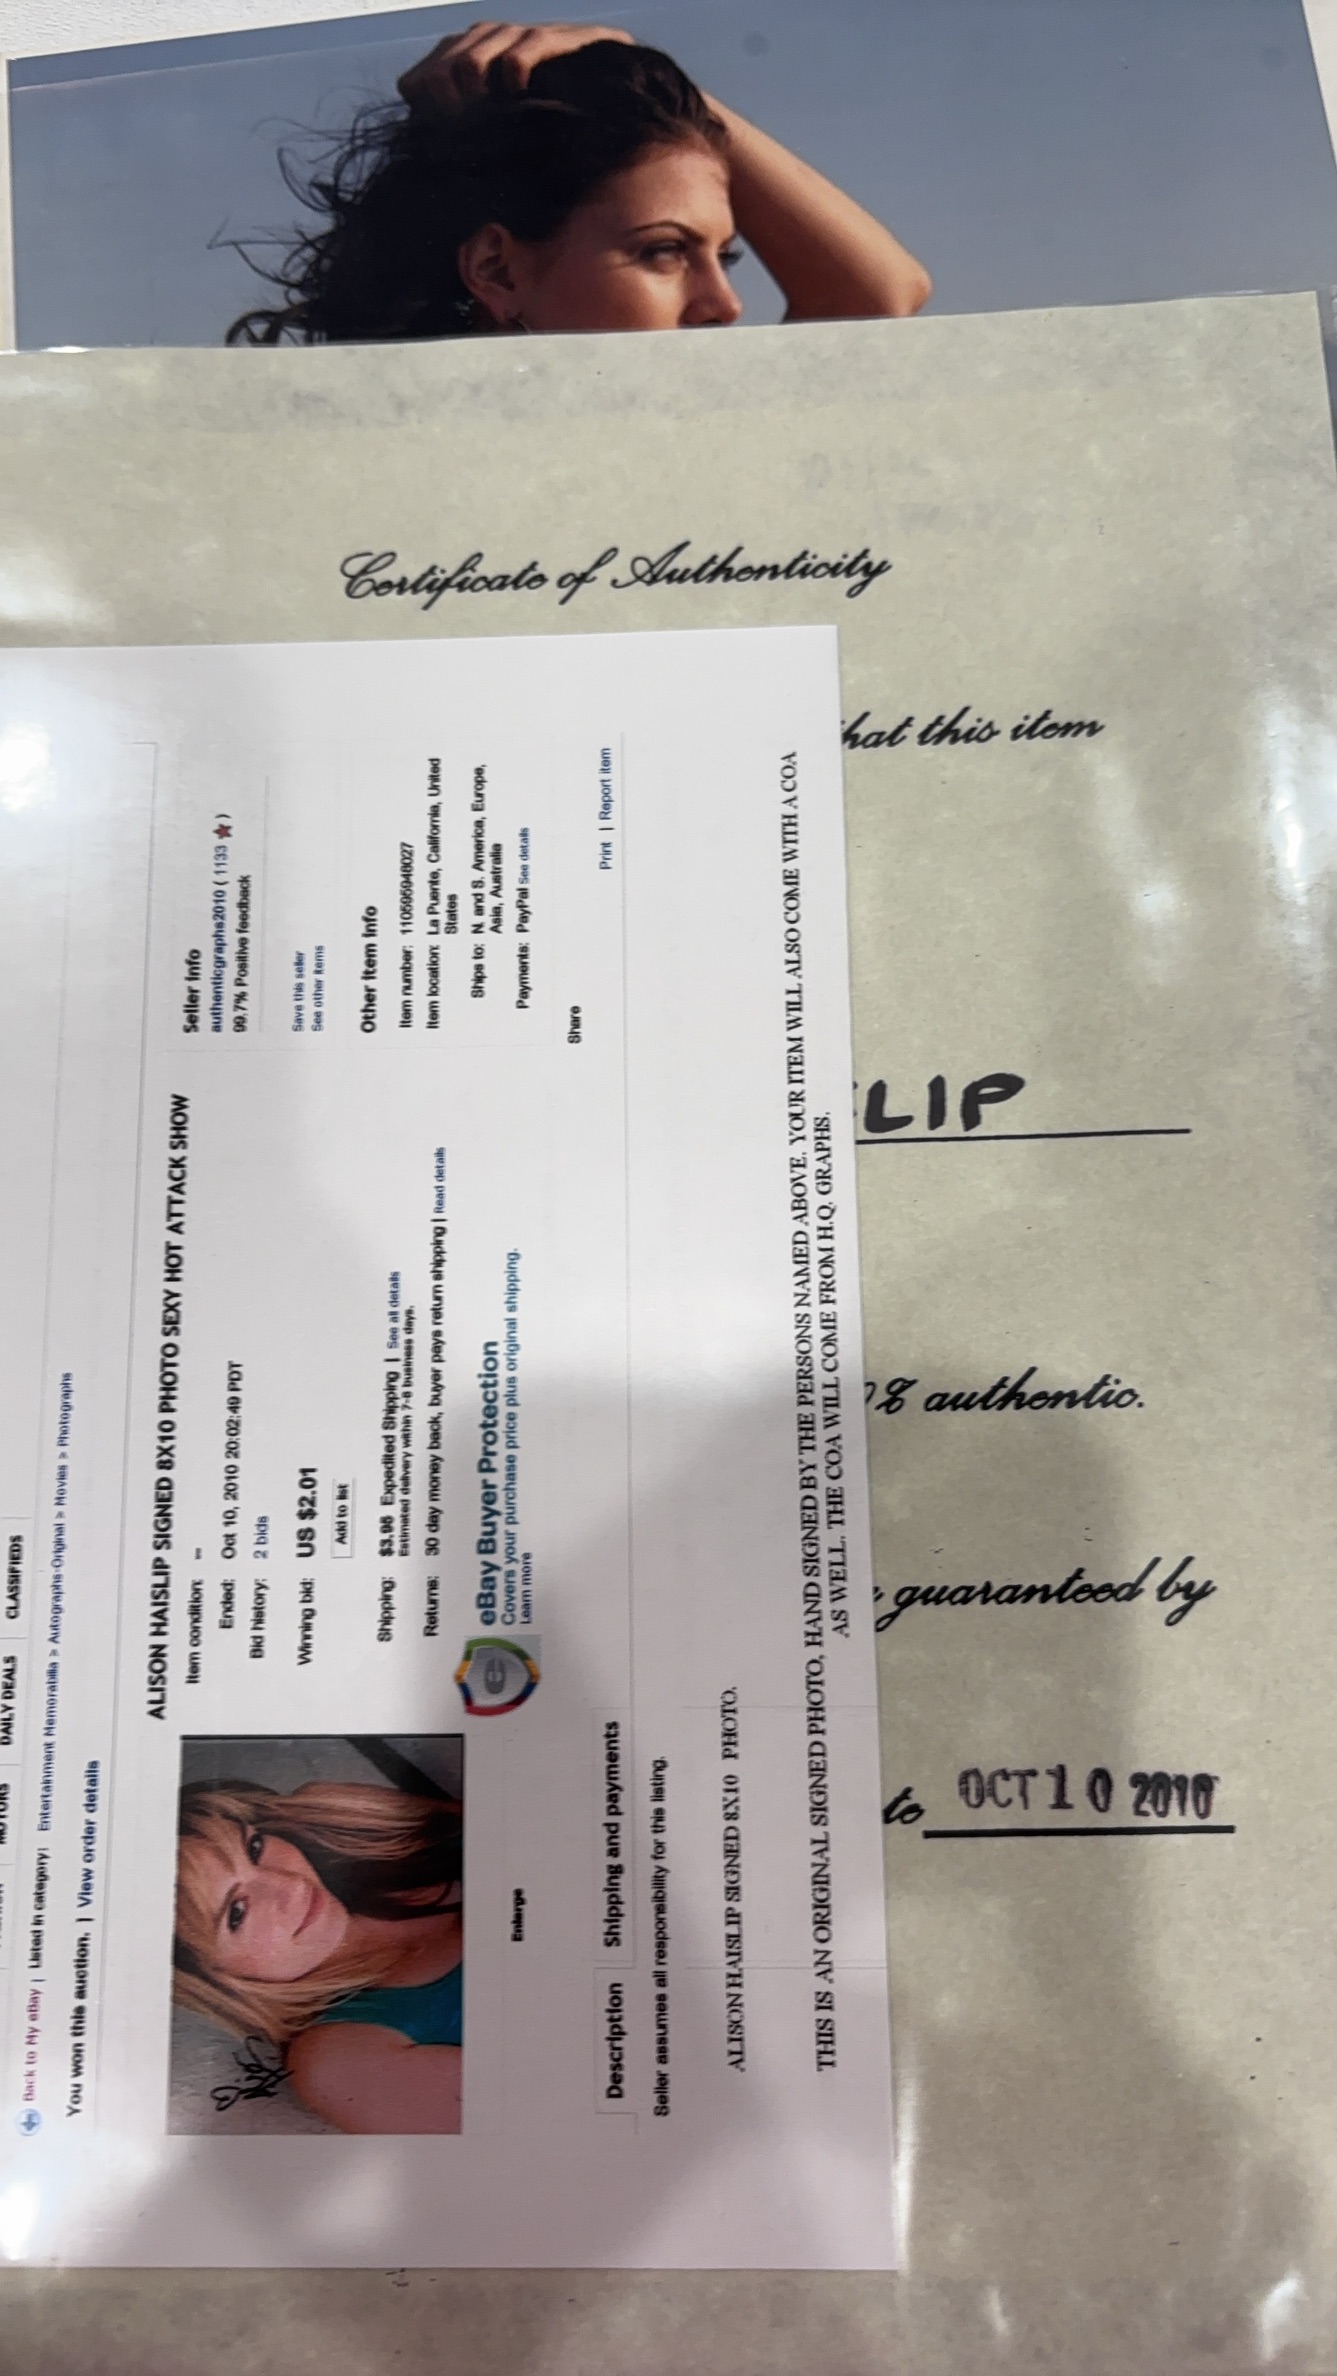 Certificate of Authenticity
that this item
LIP
authentic.
guaranteed by
OCT 10 2010
CLASSIFIEDS
DAILY DEALS
Back to My eBay | Listed in category: Entertainment Memorabilia > Autographs-Original > Movies > Photographs
You won this auction. | View order details
ALISON HAISLIP SIGNED 8X10 PHOTO SEXY HOT ATTACK SHOW
Item condition: --
Ended: Oct 10, 2010 20:02:49 PDT
Bid history: 2 bids
Winning bid: US $2.01
Add to list
Shipping: $3.95 Expedited Shipping | See all details
Estimated delivery within 7-8 business days.
Returns: 30 day money back, buyer pays return shipping | Read details
eBay Buyer Protection
Covers your purchase price plus original shipping.
Learn more
Enlarge
Seller info
authenticgraphs2010 ( 1133 )
99.7% Positive feedback
Save this seller
See other items
Other item info
Item number: 110595948027
Item location: La Puente, California, United
States
Ships to: N. and S. America, Europe,
Asia, Australia
Payments: PayPal See details
Share
Print | Report item
Description
Shipping and payments
Seller assumes all responsibility for this listing.
ALISON HAISLIP SIGNED 8X10 PHOTO.
THIS IS AN ORIGINAL SIGNED PHOTO, HAND SIGNED BY THE PERSONS NAMED ABOVE. YOUR ITEM WILL ALSO COME WITH A COA
AS WELL. THE COA WILL COME FROM H.Q. GRAPHS.